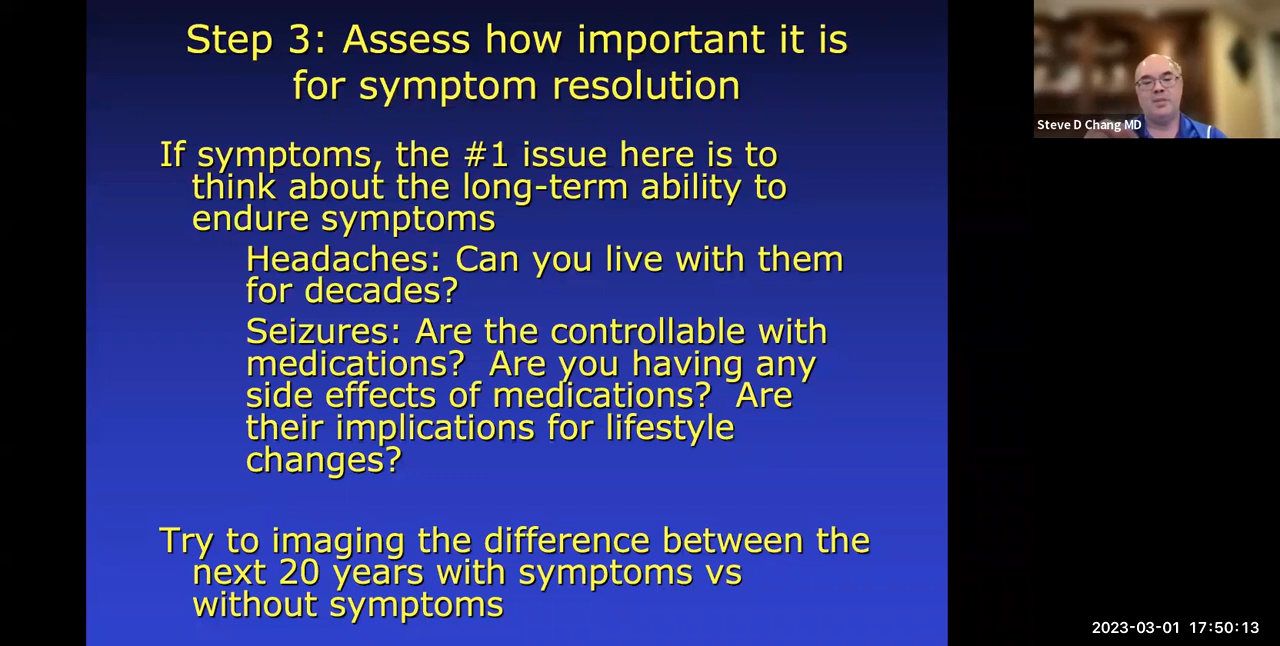 Step 3: Assess how important it is
for symptom resolution
If symptoms, the #1 issue here is to
think about the long-term ability to
endure symptoms
Headaches: Can you live with them
for decades?
Seizures: Are the controllable with
medications?  Are you having any
side effects of medications?  Are
their implications for lifestyle
changes?
Try to imaging the difference between the
next 20 years with symptoms vs
without symptoms
Steve D Chang MD
2023-03-01 17:50:13